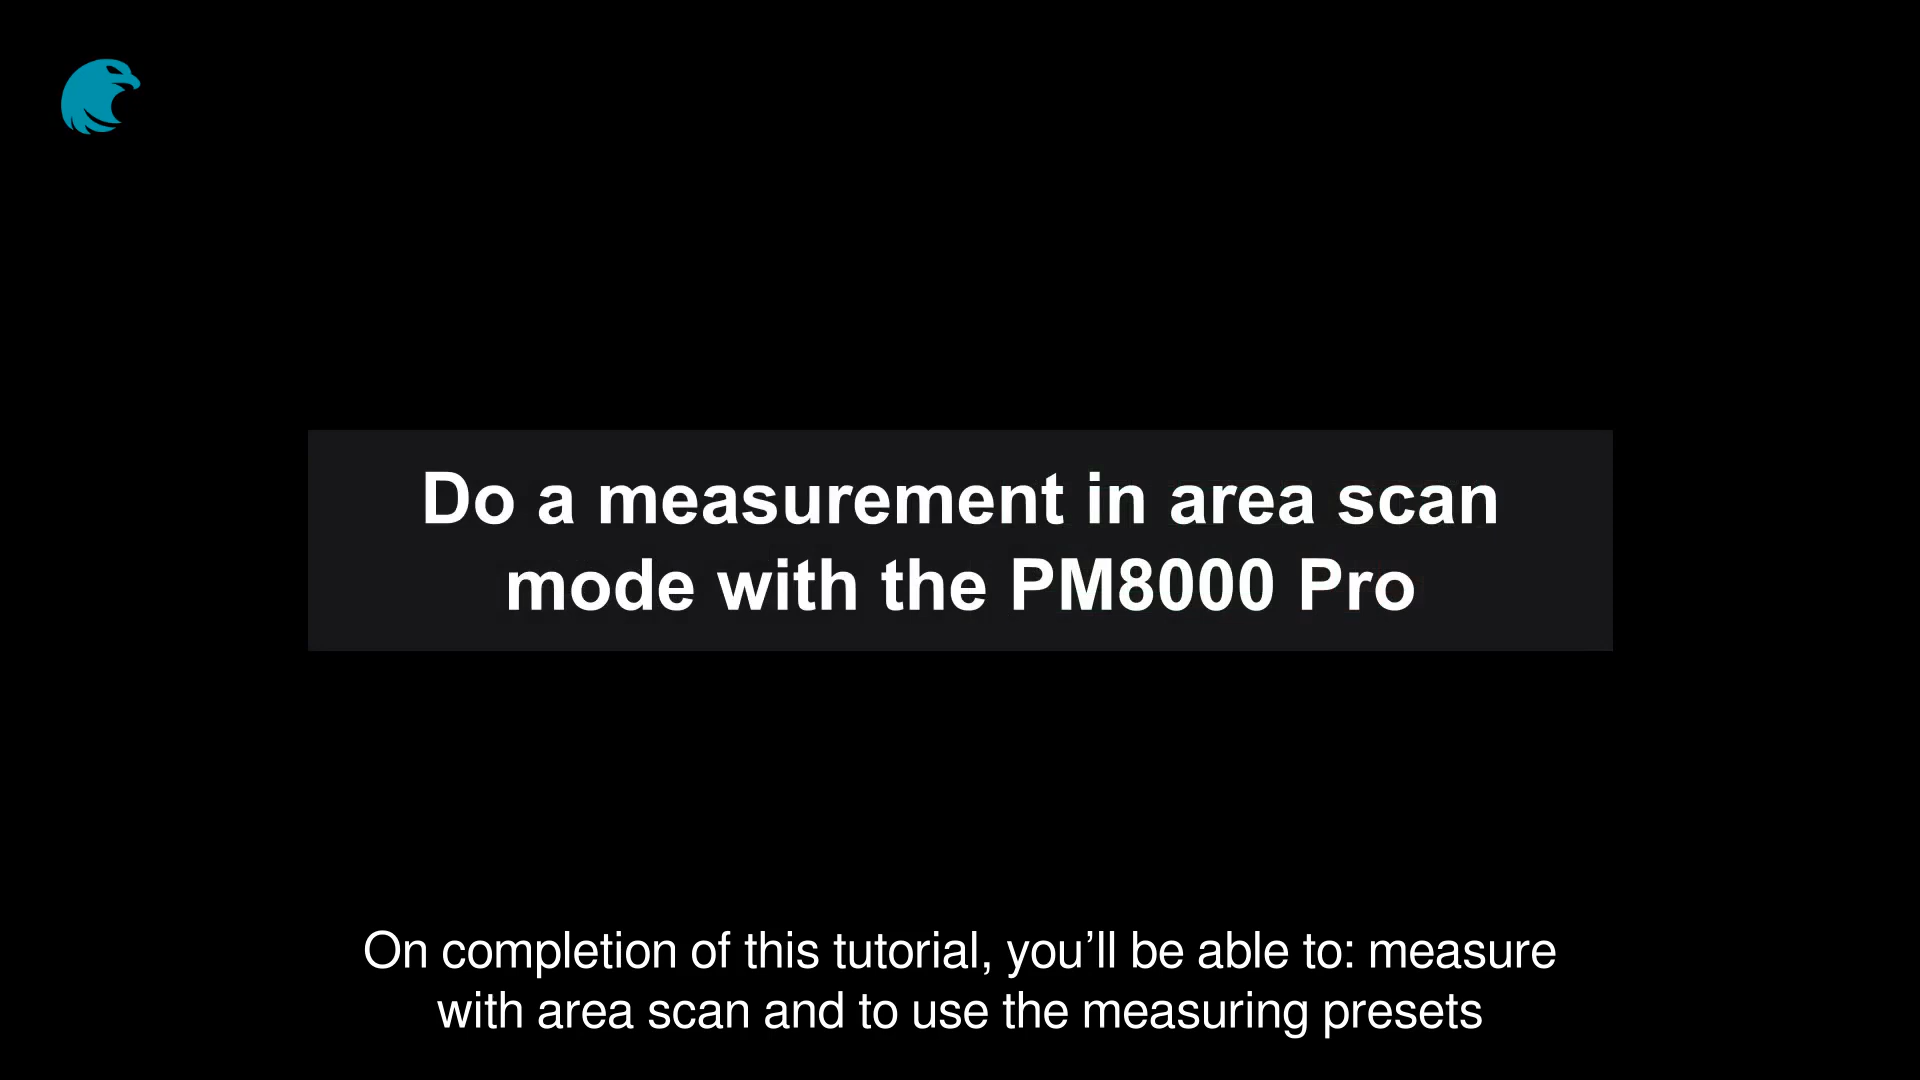 Do a measurement in area scan
mode with the PM8000 Pro
On completion of this tutorial, you’ll be able to: measure
with area scan and to use the measuring presets